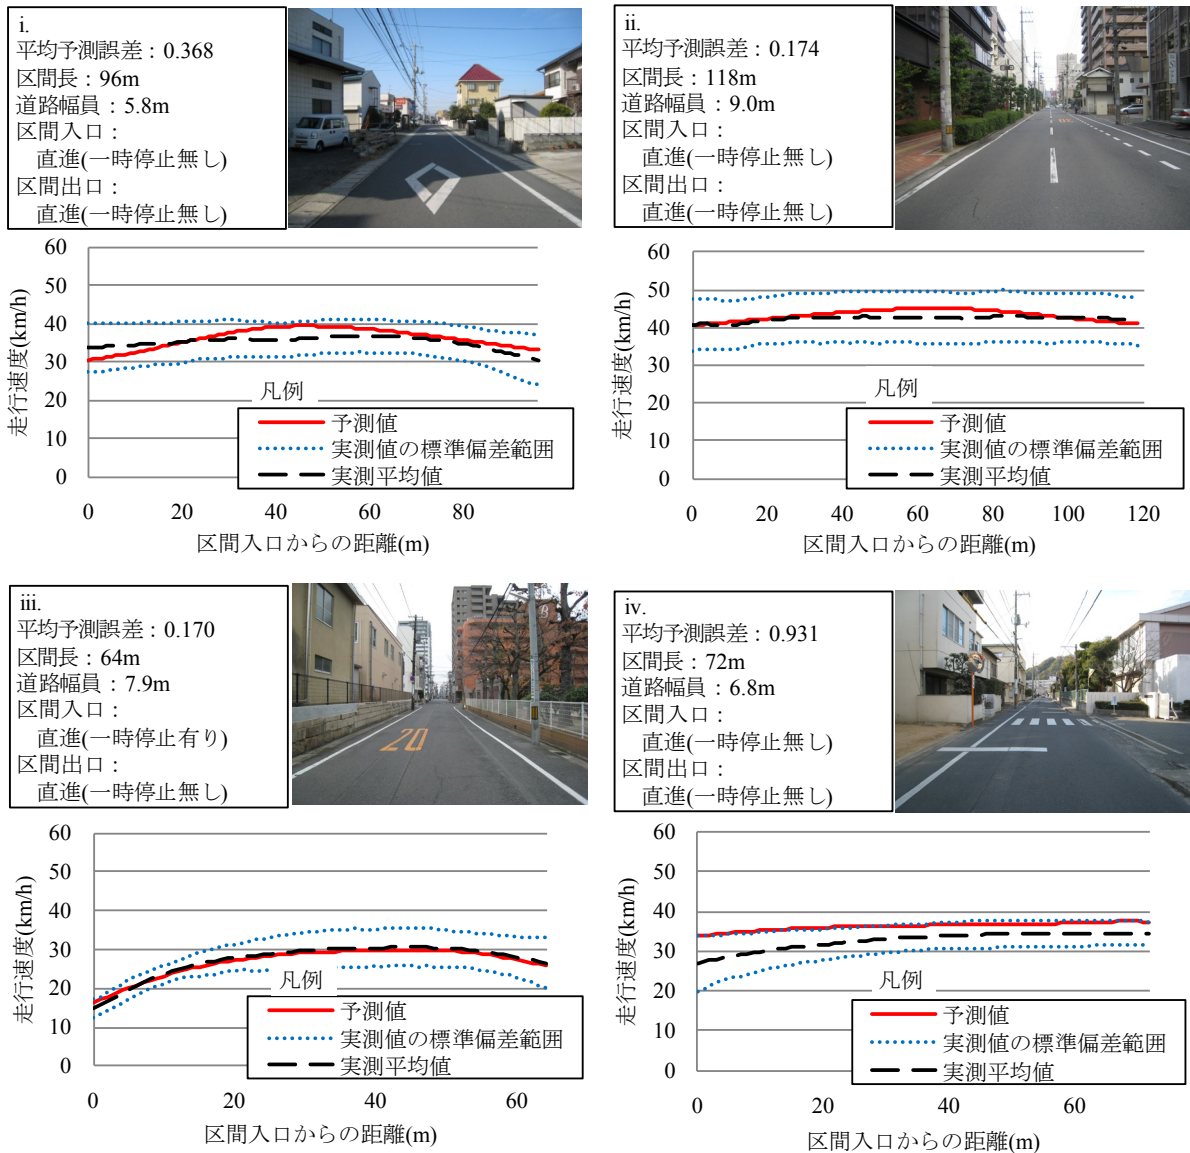 i.
平均予測誤差：0.368
区間長：96m
道路幅員：5.8m
区間入口：
直進(一時停止無し)
区間出口：
直進(一時停止無し)
60
50
40
30
20
10
0
走行速度(km/h)
凡例
予測値
実測値の標準偏差範囲
実測平均値
0 20 40 60 80
区間入口からの距離(m)
ii.
平均予測誤差：0.174
区間長：118m
道路幅員：9.0m
区間入口：
直進(一時停止無し)
区間出口：
直進(一時停止無し)
60
50
40
30
20
10
0
走行速度(km/h)
凡例
予測値
実測値の標準偏差範囲
実測平均値
0 20 40 60 80 100 120
区間入口からの距離(m)
iii.
平均予測誤差：0.170
区間長：64m
道路幅員：7.9m
区間入口：
直進(一時停止有り)
区間出口：
直進(一時停止無し)
20
60
50
40
30
20
10
0
走行速度(km/h)
凡例
予測値
実測値の標準偏差範囲
実測平均値
0 20 40 60
区間入口からの距離(m)
iv.
平均予測誤差：0.931
区間長：72m
道路幅員：6.8m
区間入口：
直進(一時停止無し)
区間出口：
直進(一時停止無し)
60
50
40
30
20
10
0
走行速度(km/h)
凡例
予測値
実測値の標準偏差範囲
実測平均値
0 20 40 60
区間入口からの距離(m)